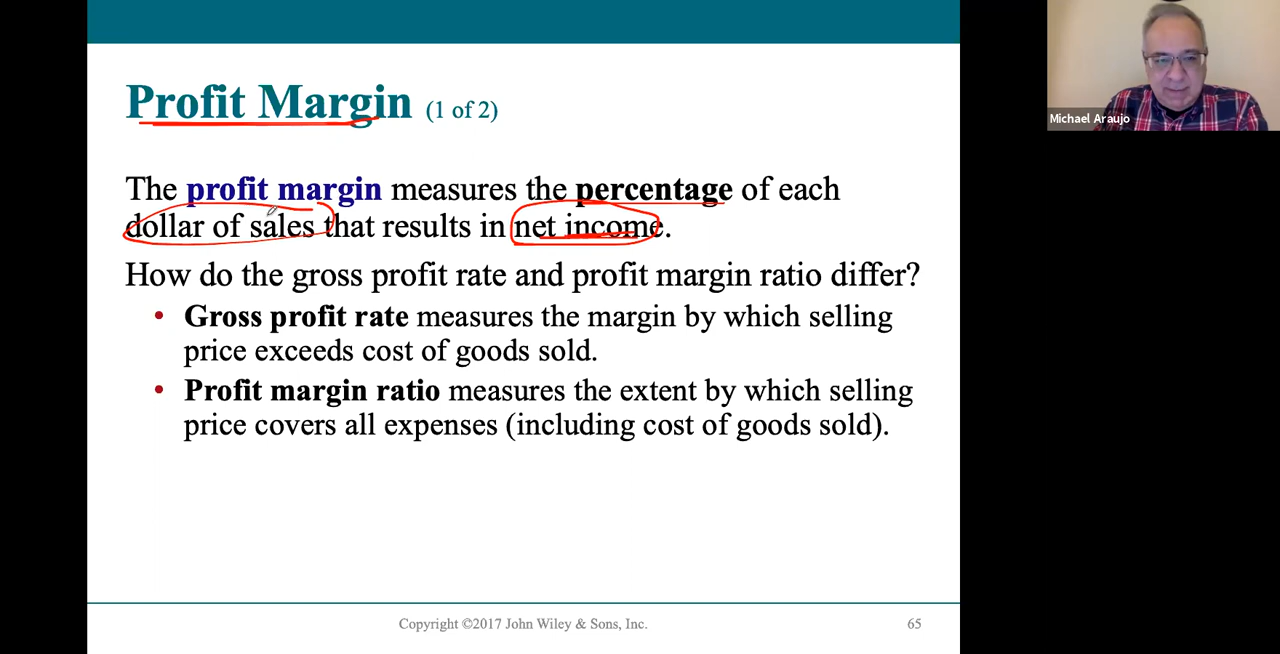 Profit Margin (1 of 2)
The profit margin measures the percentage of each
dollar of sales that results in net income.
How do the gross profit rate and profit margin ratio differ?
• Gross profit rate measures the margin by which selling
price exceeds cost of goods sold.
• Profit margin ratio measures the extent by which selling
price covers all expenses (including cost of goods sold).
Copyright ©2017 John Wiley & Sons, Inc.
65
Michael Araujo